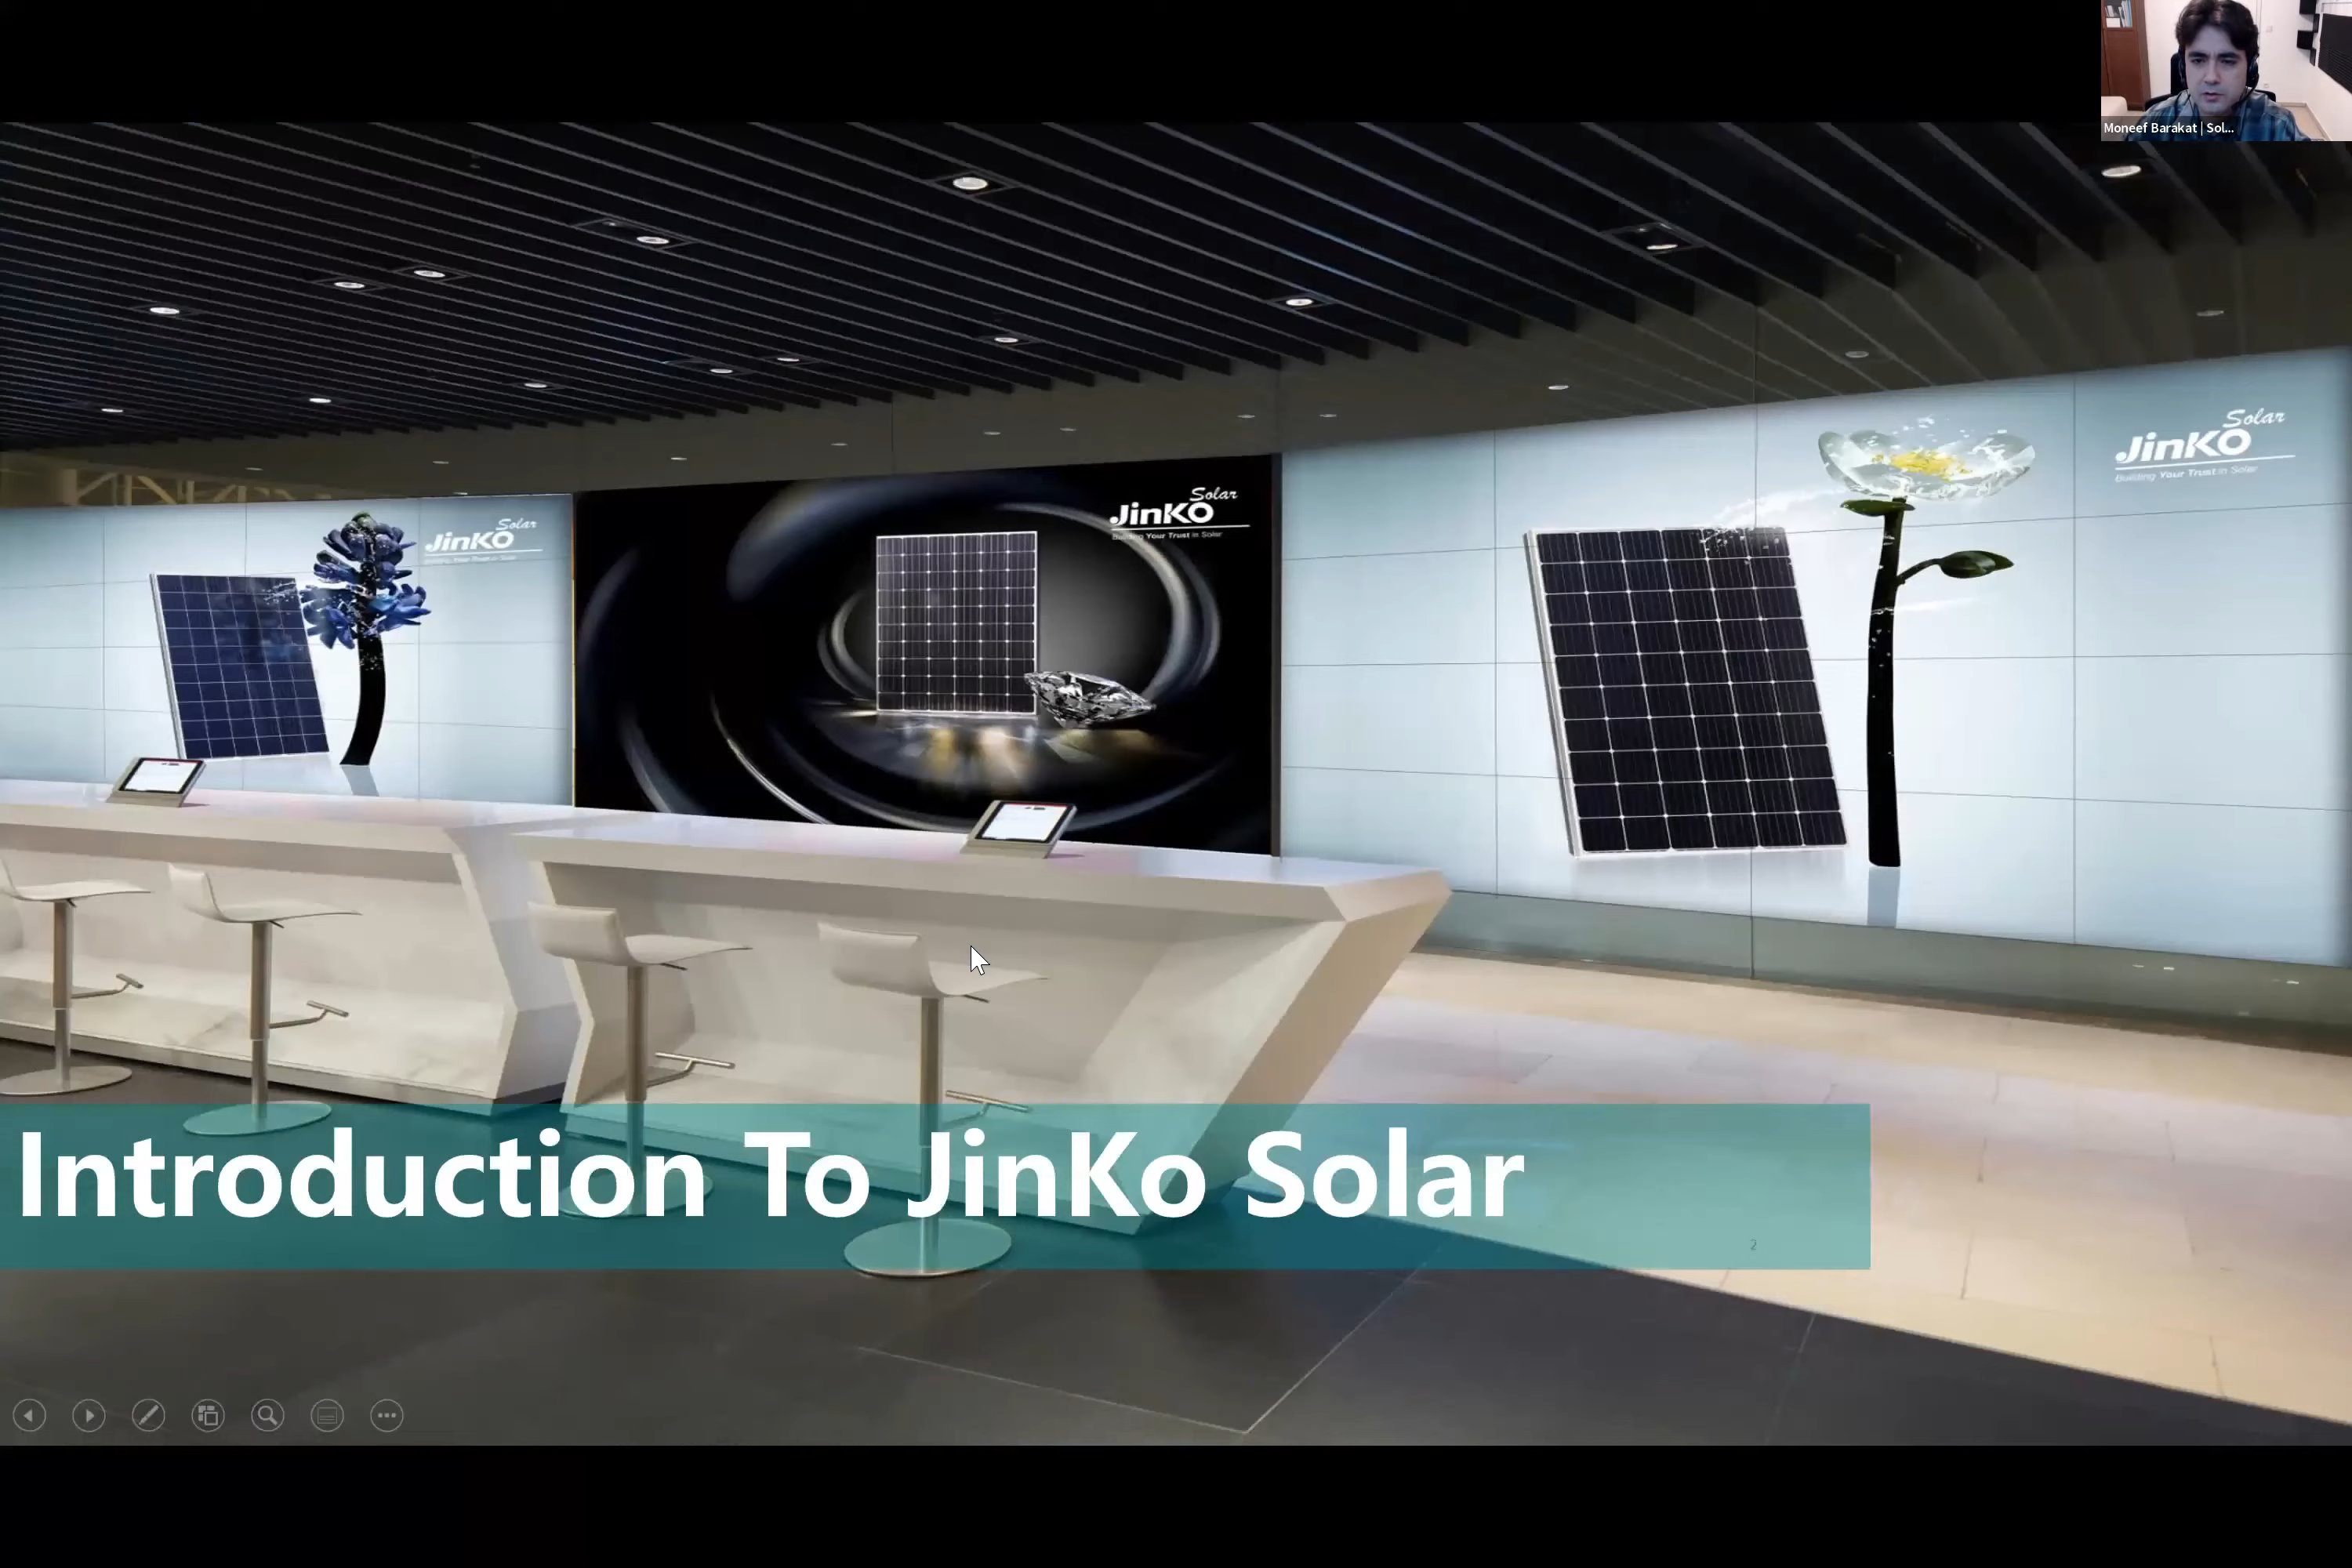 Moneef Barakat | Sol...
Solar
JinKO
Building Your Trust in Solar
Solar
JinKO
Building Your Trust in Solar
Solar
JinKO
Introduction To JinKo Solar
2